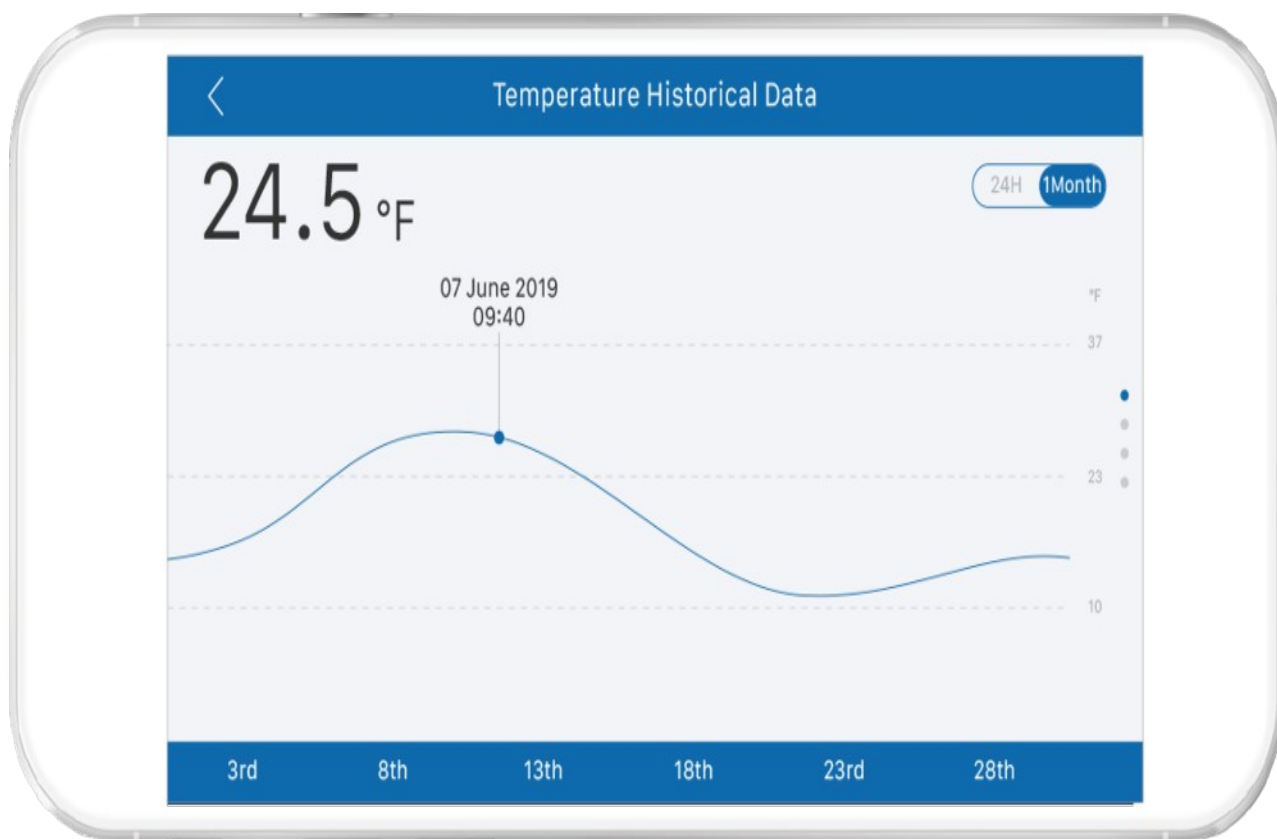 Temperature Historical Data
24.5 °F
24H 1Month
07 June 2019
09:40
°F
37
23
10
3rd 8th 13th 18th 23rd 28th